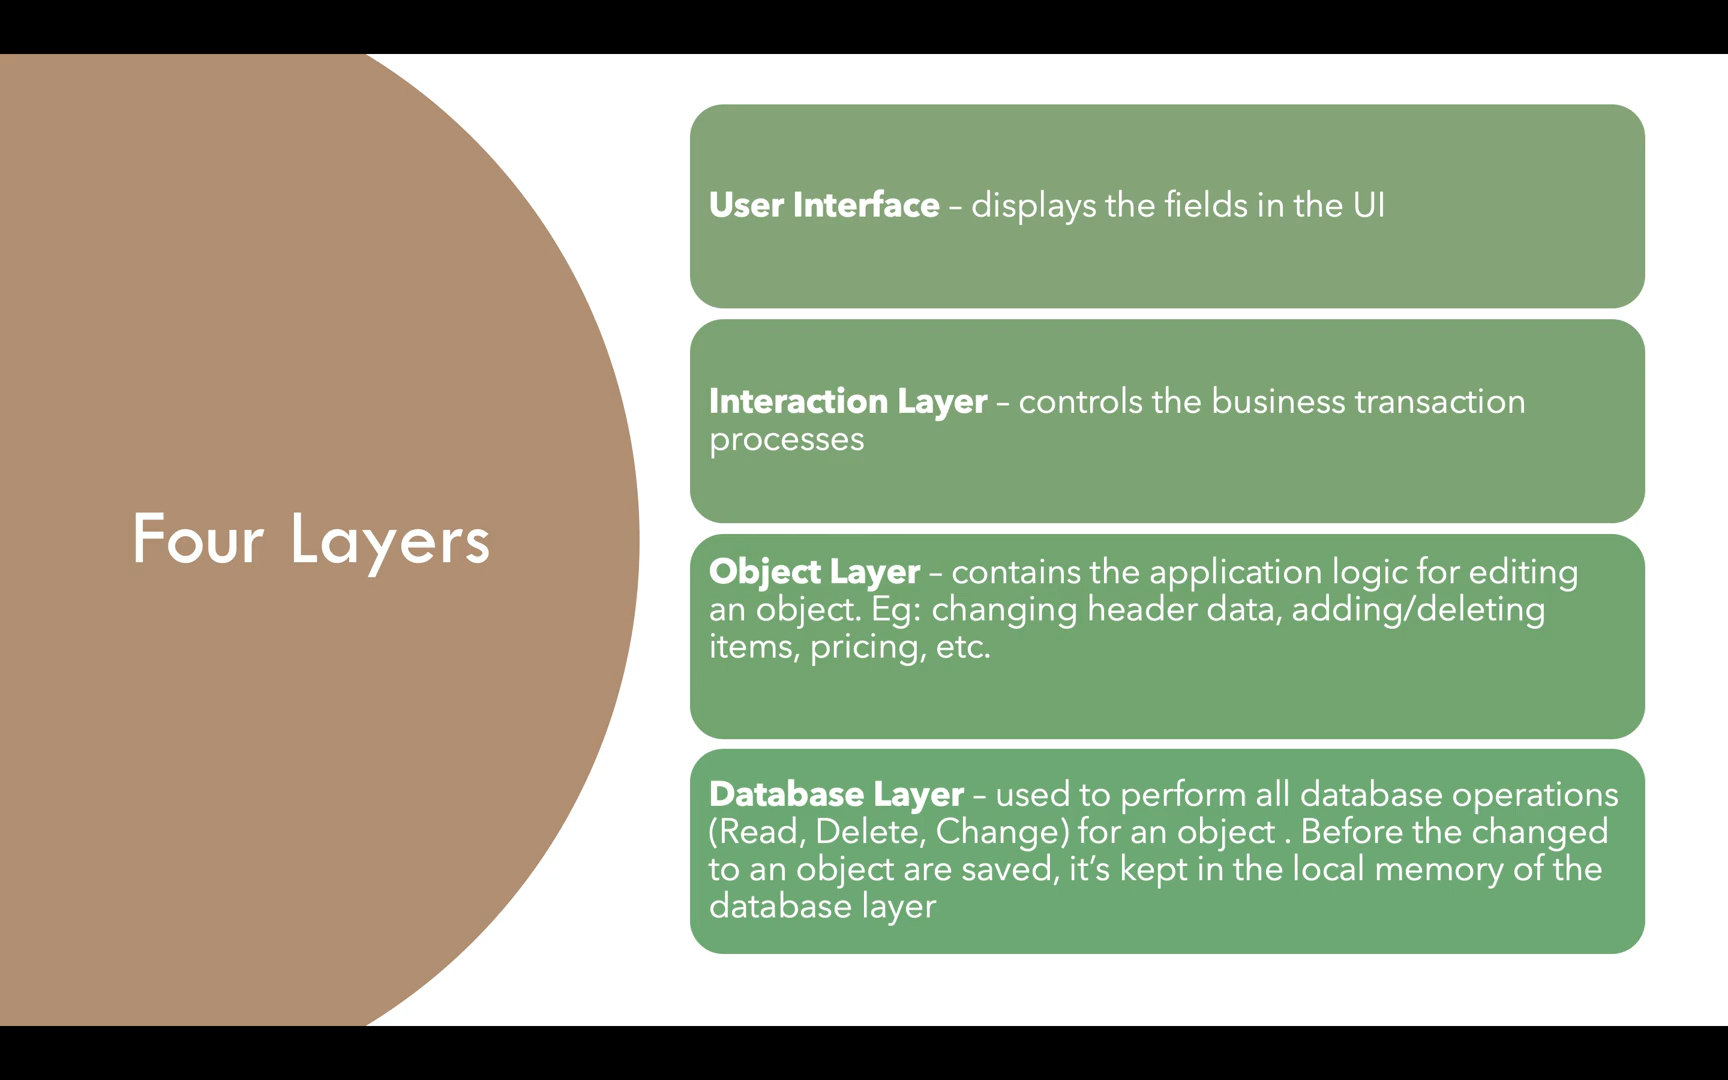 Four Layers
User Interface – displays the fields in the UI
Interaction Layer – controls the business transaction
processes
Object Layer – contains the application logic for editing
an object. Eg: changing header data, adding/deleting
items, pricing, etc.
Database Layer – used to perform all database operations
(Read, Delete, Change) for an object . Before the changed
to an object are saved, it’s kept in the local memory of the
database layer